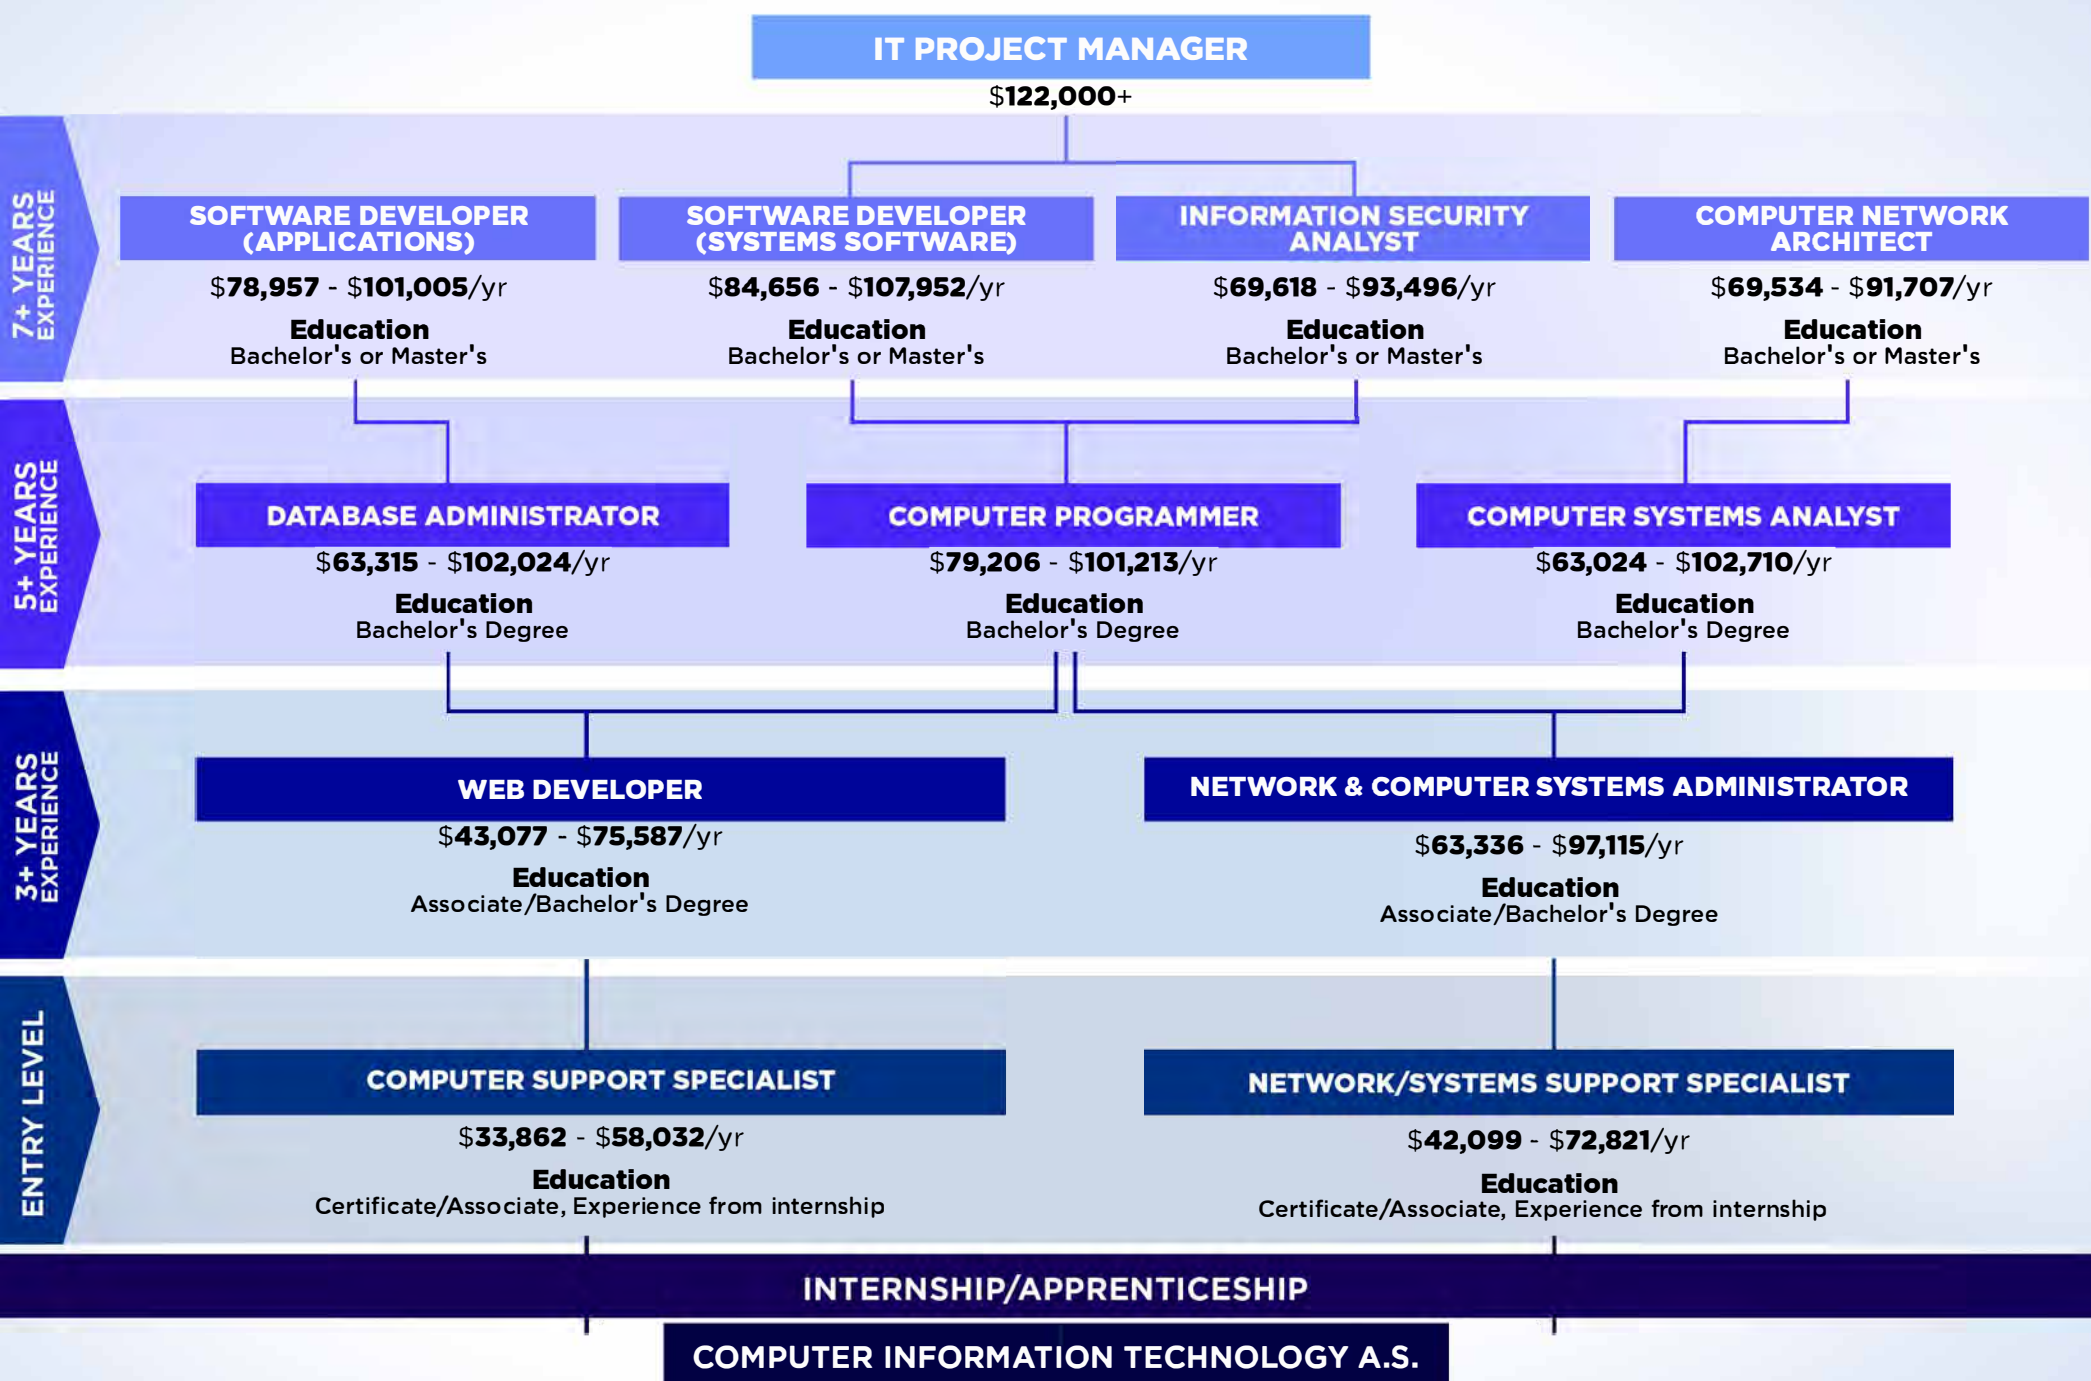 IT PROJECT MANAGER
$122,000+
7+ YEARS
EXPERIENCE
SOFTWARE DEVELOPER
(APPLICATIONS)
$78,957 - $101,005/yr
Education
Bachelor's or Master's
SOFTWARE DEVELOPER
(SYSTEMS SOFTWARE)
$84,656 - $107,952/yr
Education
Bachelor's or Master's
INFORMATION SECURITY
ANALYST
$69,618 - $93,496/yr
Education
Bachelor's or Master's
COMPUTER NETWORK
ARCHITECT
$69,534 - $91,707/yr
Education
Bachelor's or Master's
5+ YEARS
EXPERIENCE
DATABASE ADMINISTRATOR
$63,315 - $102,024/yr
Education
Bachelor's Degree
COMPUTER PROGRAMMER
$79,206 - $101,213/yr
Education
Bachelor's Degree
COMPUTER SYSTEMS ANALYST
$63,024 - $102,710/yr
Education
Bachelor's Degree
3+ YEARS
EXPERIENCE
WEB DEVELOPER
$43,077 - $75,587/yr
Education
Associate/Bachelor's Degree
NETWORK & COMPUTER SYSTEMS ADMINISTRATOR
$63,336 - $97,115/yr
Education
Associate/Bachelor's Degree
ENTRY LEVEL
COMPUTER SUPPORT SPECIALIST
$33,862 - $58,032/yr
Education
Certificate/Associate, Experience from internship
NETWORK/SYSTEMS SUPPORT SPECIALIST
$42,099 - $72,821/yr
Education
Certificate/Associate, Experience from internship
INTERNSHIP/APPRENTICESHIP
COMPUTER INFORMATION TECHNOLOGY A.S.